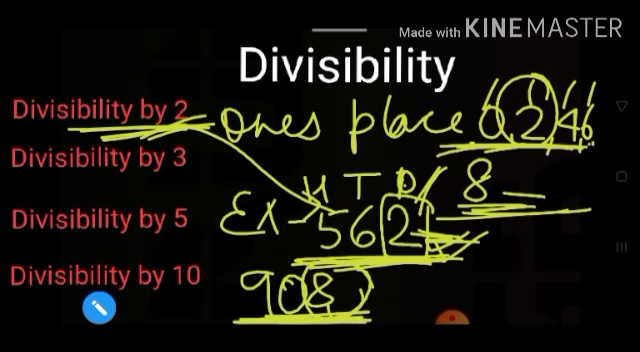 Made with KINEMASTER
Divisibility
Divisibility by 2 ones place 0, 2, 4 6
8
Divisibility by 3
H T O
Divisibility by 5 Ex - 562
Divisibility by 10
908